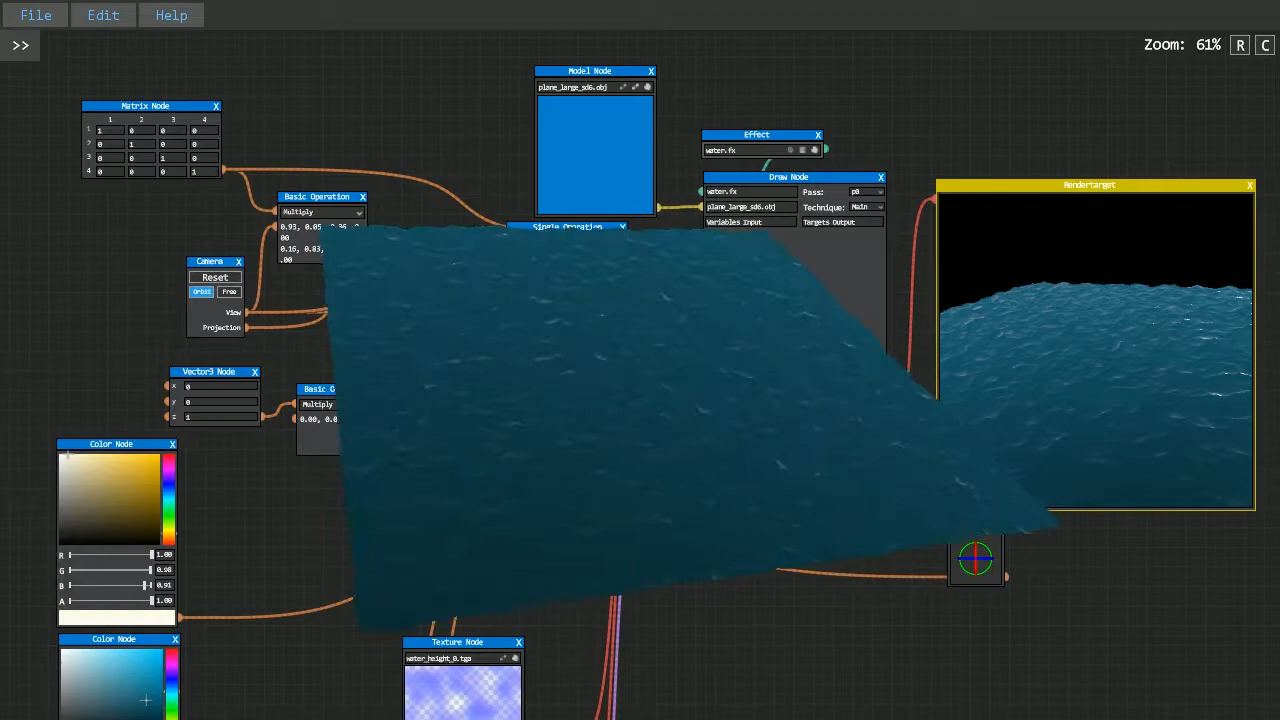 File Edit Help
>>
Zoom: 61% R C
Model Node X
plane_large_sd6.obj
Matrix Node X
1 2 3 4
1 1 0 0 0
2 0 1 0 0
3 0 0 1 0
4 0 0 0 1
Effect X
water.fx
Draw Node X
water.fx Pass: p0
plane_large_sd6.obj Technique: Main
Variables Input Targets Output
Rendertarget X
Basic Operation X
Multiply
00
.00
X
Camera X
Reset
Orbit Free
View
Projection
Vector3 Node X
x 0
y 0
z 1
Basic
Multiply
Color Node X
R 1.00
G 0.98
B 0.91
A 1.00
Color Node X
Texture Node X
water_height_0.tga